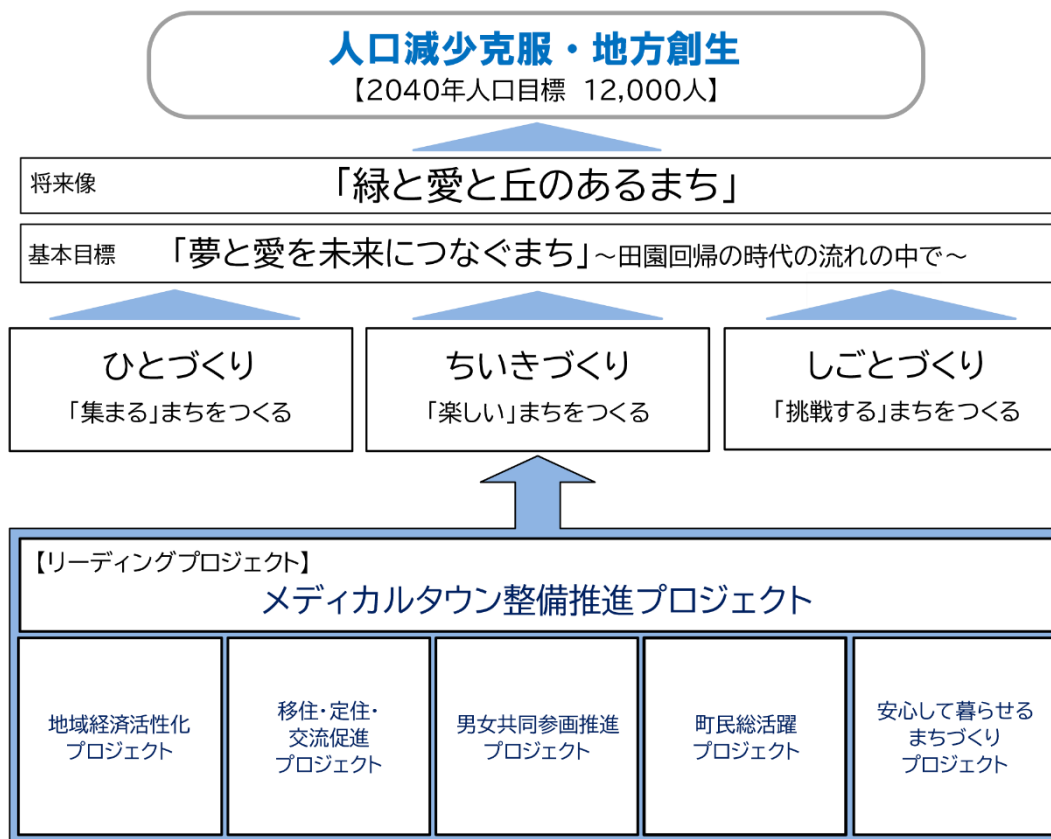 人口減少克服・地方創生
【2040年人口目標 12,000人】
将来像
「緑と愛と丘のあるまち」
基本目標
「夢と愛を未来につなぐまち」～田園回帰の時代の流れの中で～
ひとづくり
「集まる」まちをつくる
ちいきづくり
「楽しい」まちをつくる
しごとづくり
「挑戦する」まちをつくる
【リーディングプロジェクト】
メディカルタウン整備推進プロジェクト
地域経済活性化
プロジェクト
移住・定住・
交流促進
プロジェクト
男女共同参画推進
プロジェクト
町民総活躍
プロジェクト
安心して暮らせる
まちづくり
プロジェクト